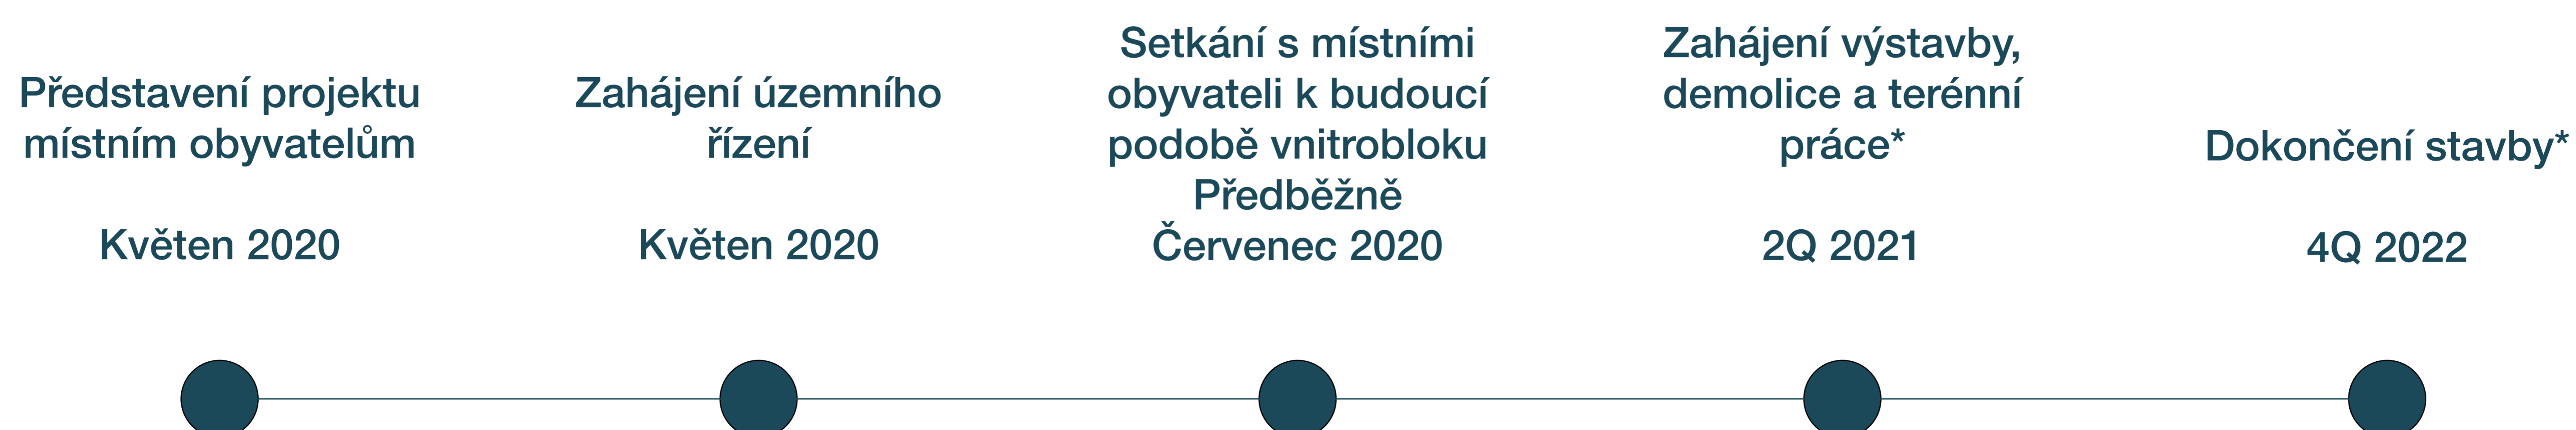 Představení projektu
místním obyvatelům
Květen 2020
Zahájení územního
řízení
Květen 2020
Setkání s místními
obyvateli k budoucí
podobě vnitrobloku
Předběžně
Červenec 2020
Zahájení výstavby,
demolice a terénní
práce*
2Q 2021
Dokončení stavby*
4Q 2022